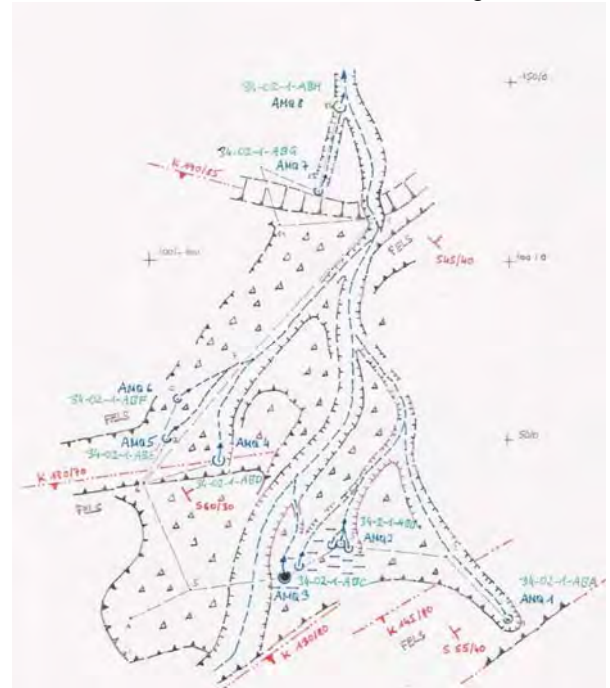 34-02-1-ABH
AMQ 8
150/0
34-02-1-ABG
AMQ 7
K 190/85
100/0
FELS
S45/40
AMQ 6
34-02-1-ABF
FELS
AMQ 5
34-02-1-ABE
AMQ 4
50/0
K 180/70
34-02-1-ABD
FELS
S60/30
34-2-1-ABB
AMQ 2
34-02-1-ABC
AMQ 3
34-02-1-ABA
AMQ 1
K 145/80
FELS
S 55/40
K 130/80